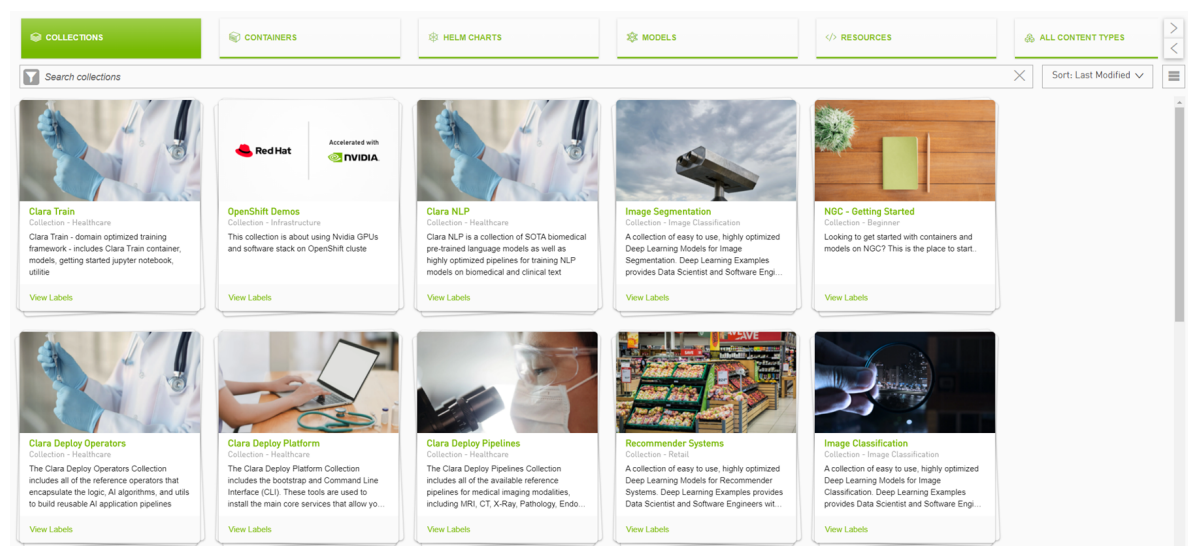 COLLECTIONS
CONTAINERS
HELM CHARTS
MODELS
RESOURCES
ALL CONTENT TYPES
Search collections
Sort: Last Modified
Clara Train
Collection - Healthcare
Clara Train - domain optimized training
framework - includes Clara Train container,
models, getting started jupyter notebook,
utilitie
View Labels
Red Hat
Accelerated with
NVIDIA.
OpenShift Demos
Collection - Infrastructure
This collection is about using Nvidia GPUs
and software stack on OpenShift cluste
View Labels
Clara NLP
Collection - Healthcare
Clara NLP is a collection of SOTA biomedical
pre-trained language models as well as
highly optimized pipelines for training NLP
models on biomedical and clinical text
View Labels
Image Segmentation
Collection - Image Classification
A collection of easy to use, highly optimized
Deep Learning Models for Image
Segmentation. Deep Learning Examples
provides Data Scientist and Software Engi...
View Labels
NGC - Getting Started
Collection - Beginner
Looking to get started with containers and
models on NGC? This is the place to start..
View Labels
Clara Deploy Operators
Collection - Healthcare
The Clara Deploy Operators Collection
includes all of the reference operators that
encapsulate the logic, AI algorithms, and utils
to build reusable AI application pipelines
View Labels
Clara Deploy Platform
Collection - Healthcare
The Clara Deploy Platform Collection
includes the bootstrap and Command Line
Interface (CLI). These tools are used to
install the main core services that allow yo...
View Labels
Clara Deploy Pipelines
Collection - Healthcare
The Clara Deploy Pipelines Collection
includes all of the available reference
pipelines for medical imaging modalities,
including MRI, CT, X-Ray, Pathology, Endo...
View Labels
SAVE
Recommender Systems
Collection - Retail
A collection of easy to use, highly optimized
Deep Learning Models for Recommender
Systems. Deep Learning Examples provides
Data Scientist and Software Engineers wit...
View Labels
Image Classification
Collection - Image Classification
A collection of easy to use, highly optimized
Deep Learning Models for Image
Classification. Deep Learning Examples
provides Data Scientist and Software Engi...
View Labels